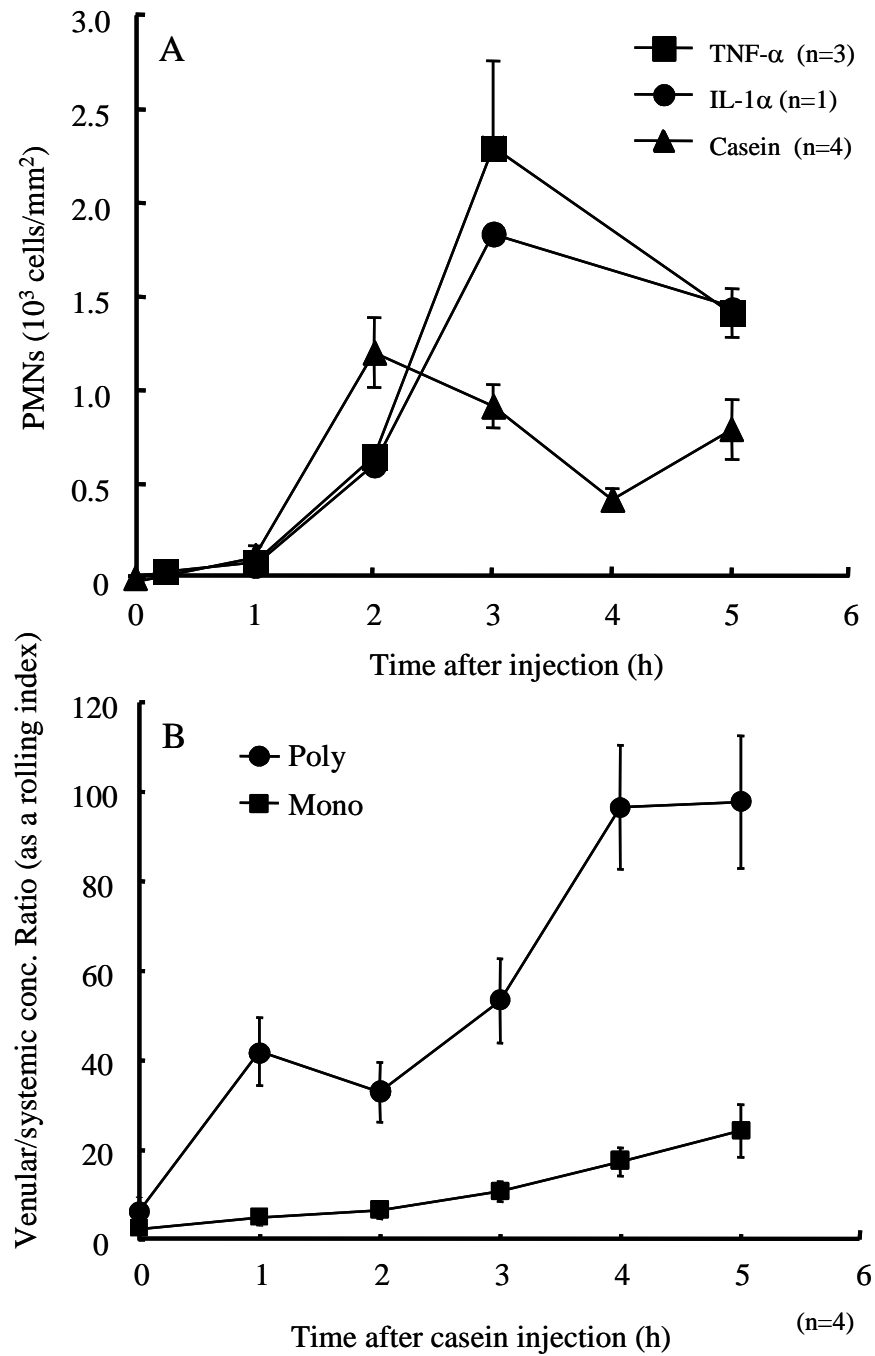 A
TNF-α (n=3)
IL-1α (n=1)
Casein (n=4)
PMNs (10³ cells/mm²)
3.0
2.5
2.0
1.5
1.0
0.5
0
0 1 2 3 4 5 6
Time after injection (h)
B
Poly
Mono
Venular/systemic conc. Ratio (as a rolling index)
120
100
80
60
40
20
0
0 1 2 3 4 5 6
Time after casein injection (h)
(n=4)